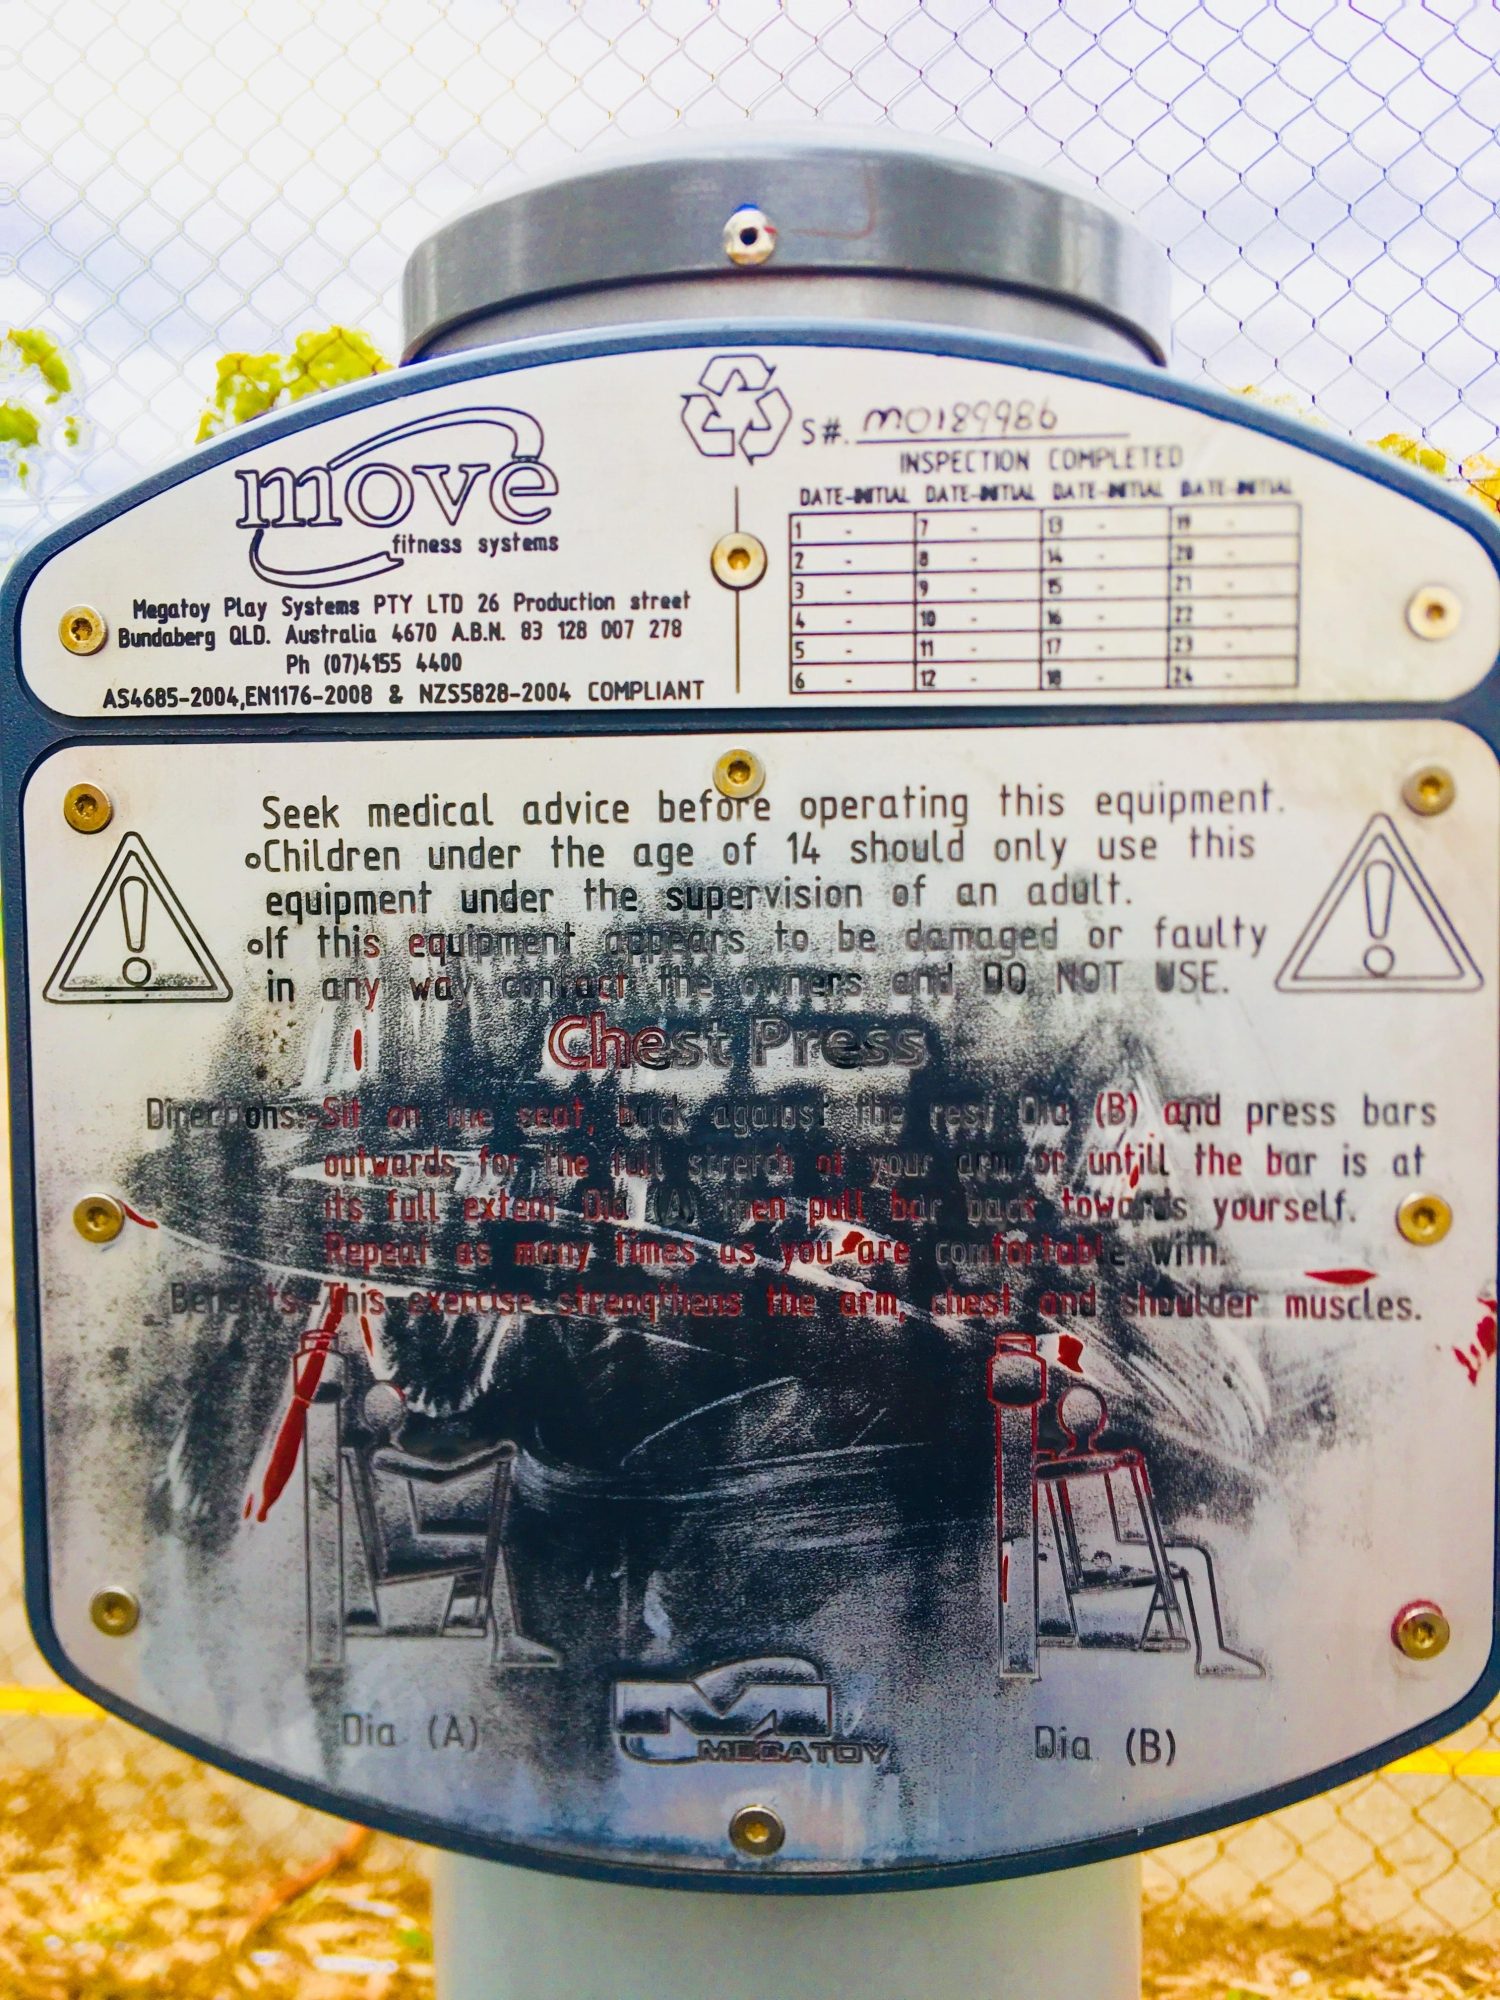 move
fitness systems
Megatoy Play Systems PTY LTD 26 Production street
Bundaberg QLD. Australia 4670 A.B.N. 83 128 007 278
Ph (07)4155 4400
AS4685-2004,EN1176-2008 & NZS5828-2004 COMPLIANT
S#. M0189986
INSPECTION COMPLETED
DATE-INITIAL DATE-INITIAL DATE-INITIAL DATE-INITIAL
1 - 7 - 13 - 19 -
2 - 8 - 14 - 20 -
3 - 9 - 15 - 21 -
4 - 10 - 16 - 22 -
5 - 11 - 17 - 23 -
6 - 12 - 18 - 24 -
Seek medical advice before operating this equipment.
oChildren under the age of 14 should only use this
equipment under the supervision of an adult.
oIf this equipment appears to be damaged or faulty
in any way contact the owners and DO NOT USE.
Chest Press
Directions:-Sit on the seat, back against the rest Dia (B) and press bars
outwards for the full stretch of your arm or untill the bar is at
its full extent Dia (A) then pull bar back towards yourself.
Repeat as many times as you are comfortable with.
Benefits:-This exercise strengthens the arm, chest and shoulder muscles.
Dia (A)
MEGATOY
Dia (B)